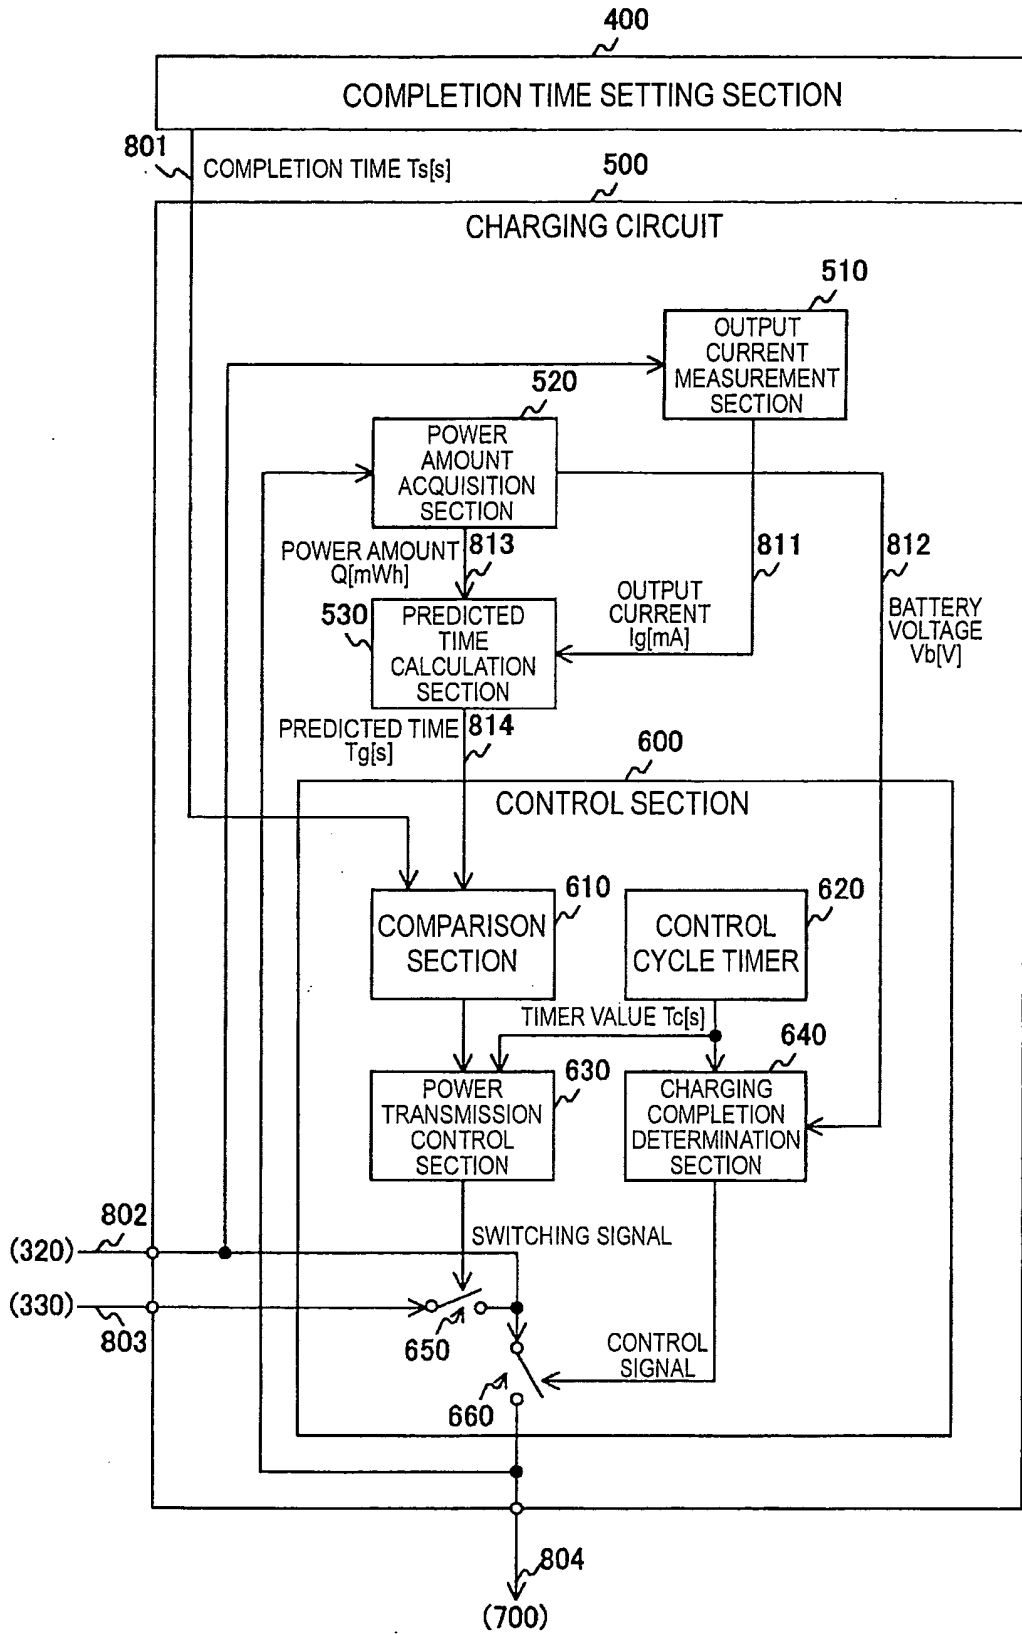 400
COMPLETION TIME SETTING SECTION
801
COMPLETION TIME Ts[s]
500
CHARGING CIRCUIT
510
OUTPUT
CURRENT
MEASUREMENT
SECTION
520
POWER
AMOUNT
ACQUISITION
SECTION
POWER AMOUNT
Q[mWh]
813
811
812
OUTPUT
CURRENT
Ig[mA]
BATTERY
VOLTAGE
Vb[V]
530
PREDICTED
TIME
CALCULATION
SECTION
PREDICTED TIME
Tg[s]
814
600
CONTROL SECTION
610
COMPARISON
SECTION
620
CONTROL
CYCLE TIMER
TIMER VALUE Tc[s]
630
POWER
TRANSMISSION
CONTROL
SECTION
640
CHARGING
COMPLETION
DETERMINATION
SECTION
802
(320)
SWITCHING SIGNAL
(330)
803
650
CONTROL
SIGNAL
660
804
(700)